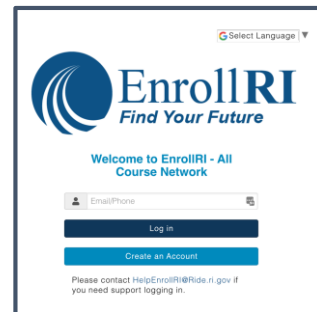 Select Language ▼
EnrollRI
Find Your Future
Welcome to EnrollRI - All
Course Network
Email/Phone
Log in
Create an Account
Please contact HelpEnrollRI@Ride.ri.gov if
you need support logging in.